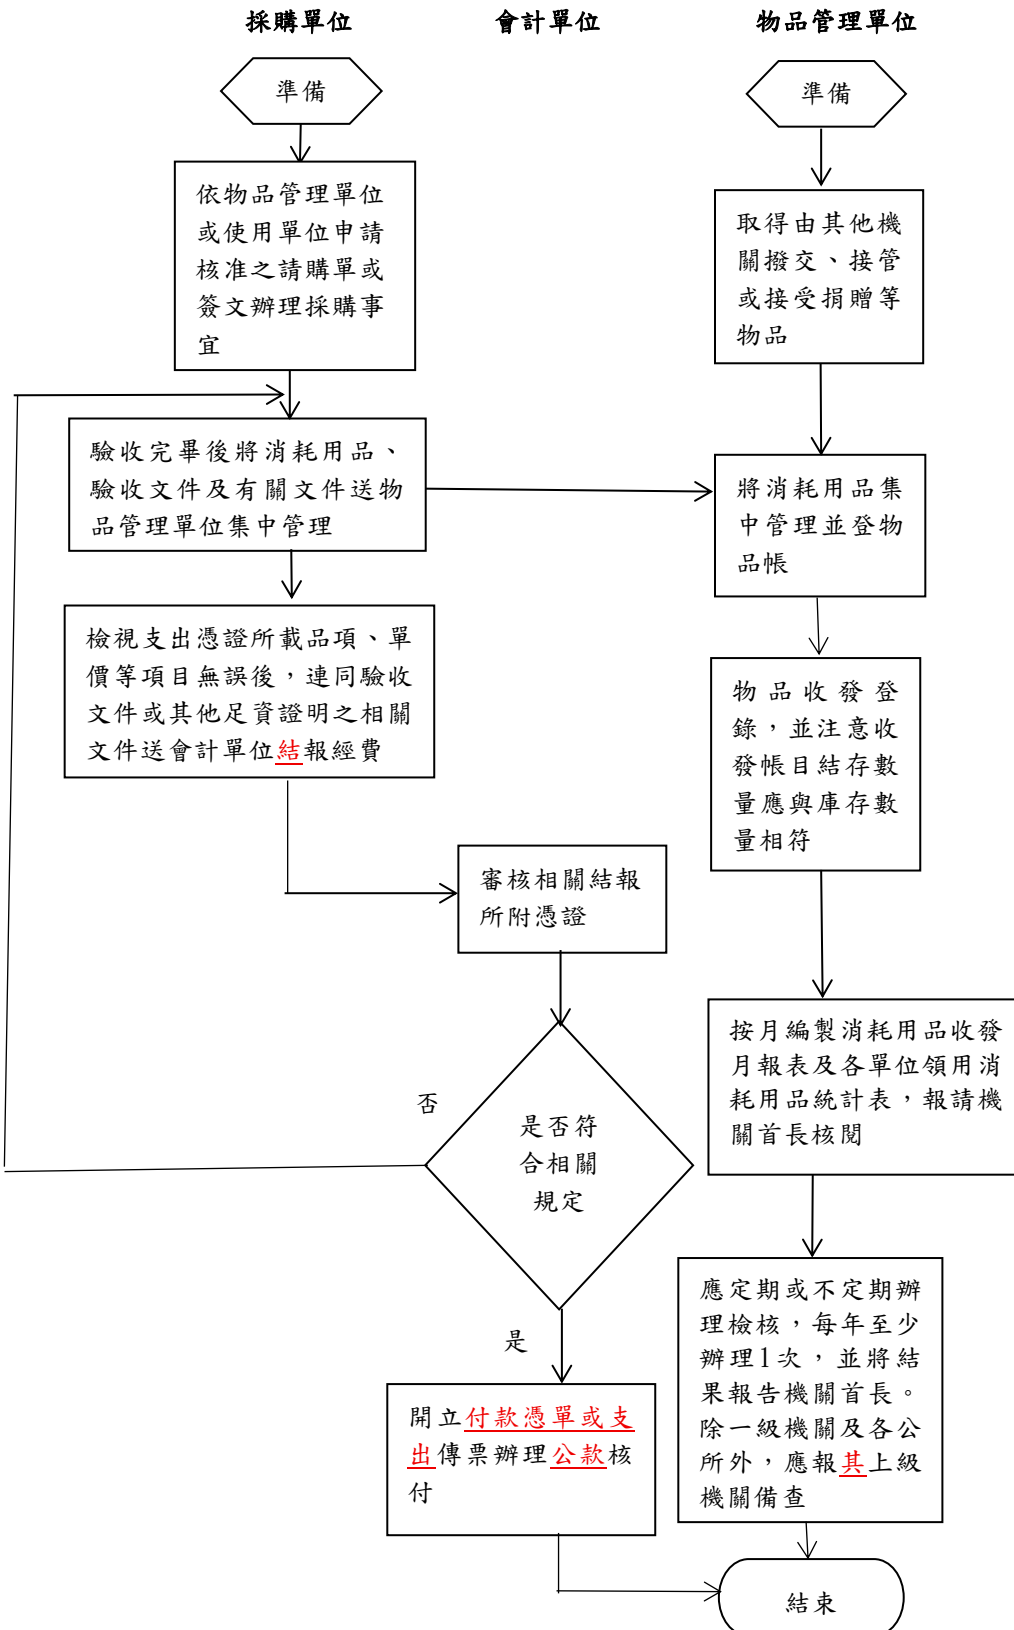 採購單位
會計單位
物品管理單位
準備
準備
依物品管理單位
或使用單位申請
核准之請購單或
簽文辦理採購事
宜
取得由其他機
關撥交、接管
或接受捐贈等
物品
驗收完畢後將消耗用品、
驗收文件及有關文件送物
品管理單位集中管理
將消耗用品集
中管理並登物
品帳
檢視支出憑證所載品項、單
價等項目無誤後，連同驗收
文件或其他足資證明之相關
文件送會計單位結報經費
物品收發登
錄，並注意收
發帳目結存數
量應與庫存數
量相符
審核相關結報
所附憑證
按月編製消耗用品收發
月報表及各單位領用消
耗用品統計表，報請機
關首長核閱
否
是否符
合相關
規定
是
應定期或不定期辦
理檢核，每年至少
辦理1次，並將結
果報告機關首長。
除一級機關及各公
所外，應報其上級
機關備查
開立付款憑單或支
出傳票辦理公款核
付
結束